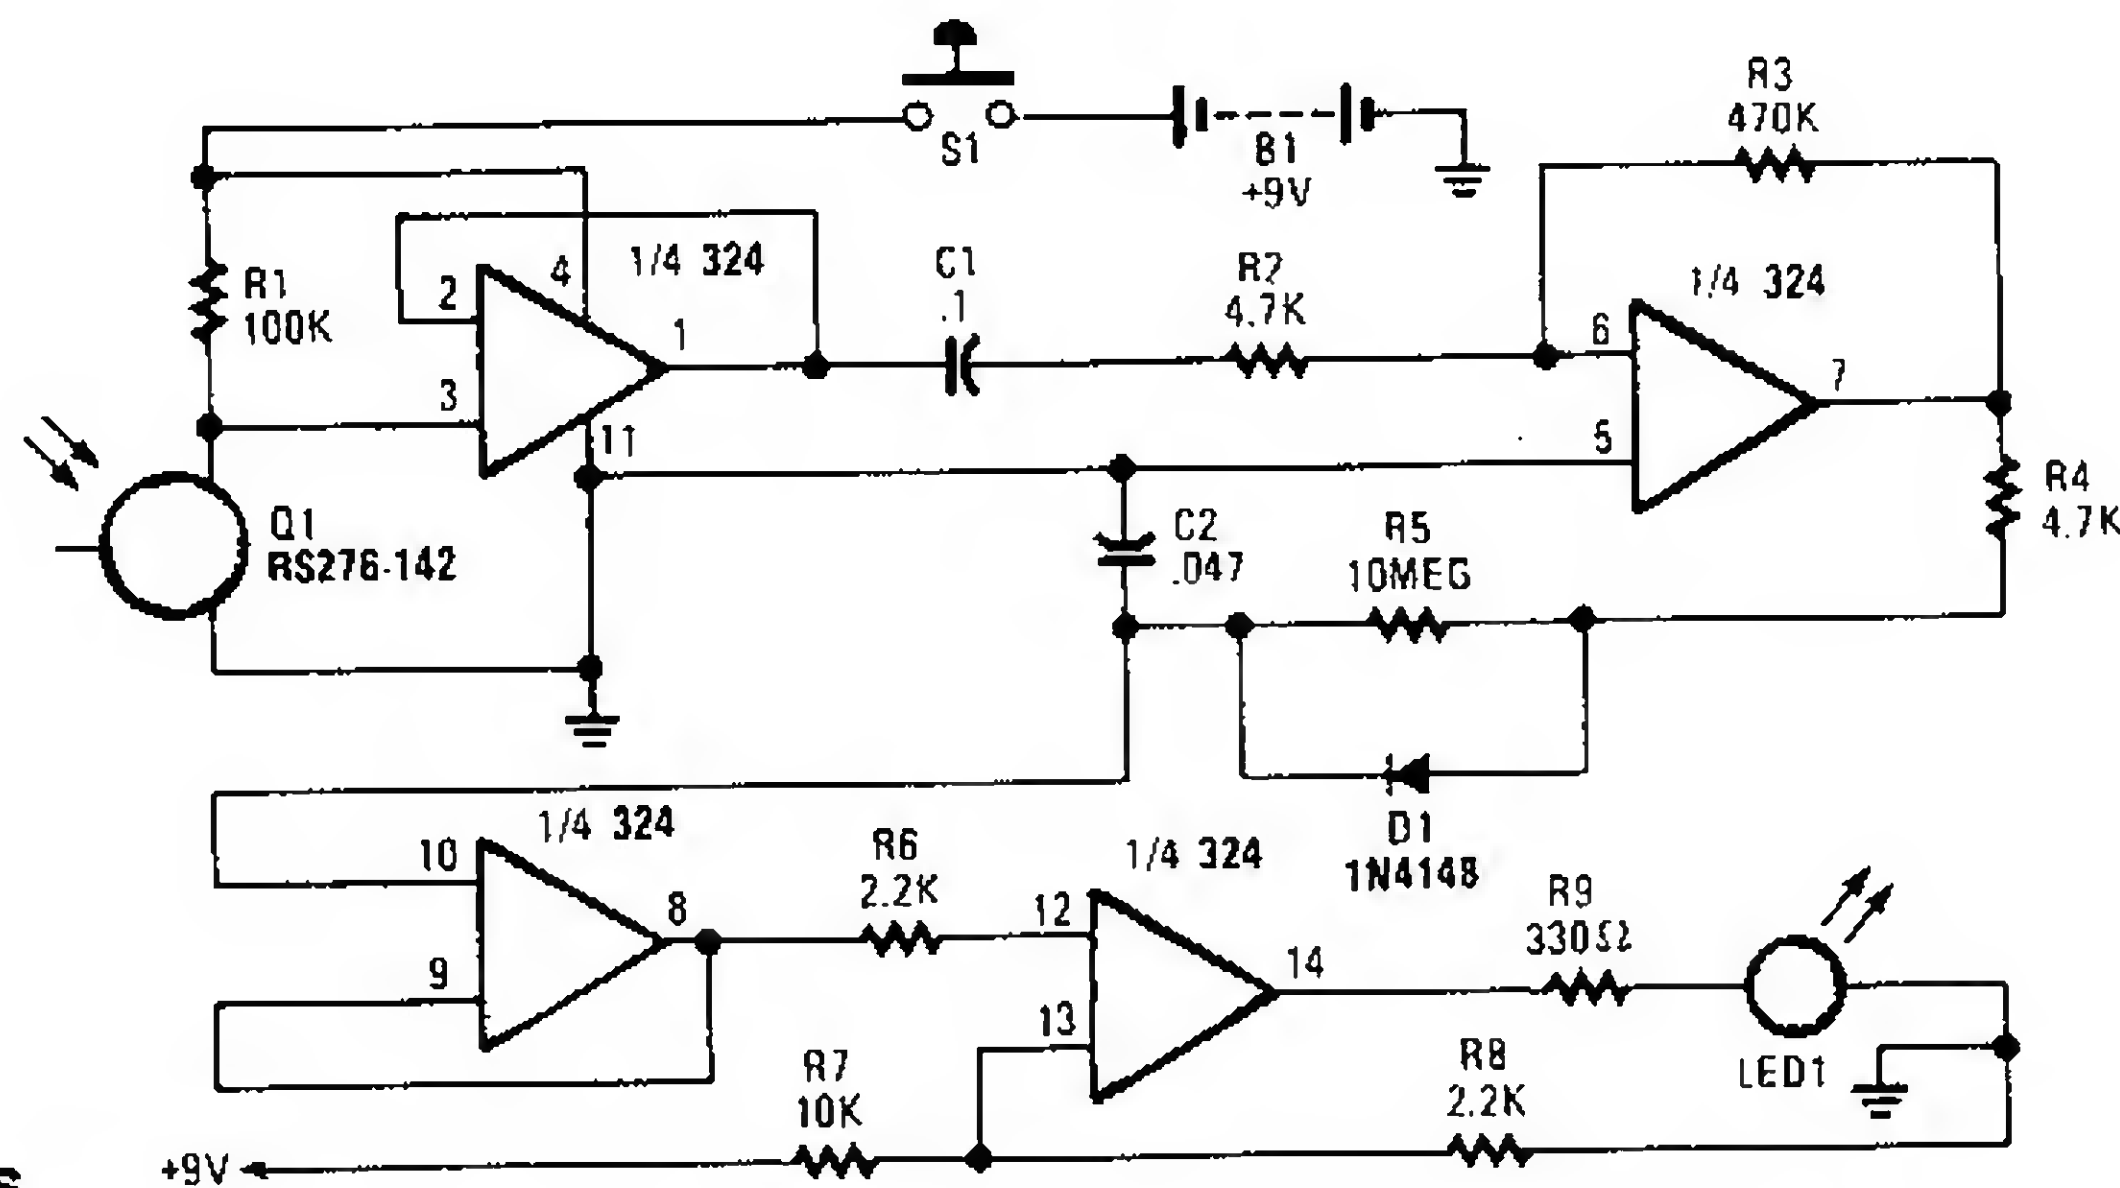 S1
B1
+9V
R3
470K
R1
100K
2
4
1/4 324
1
3
11
C1
.1
R2
4.7K
1/4 324
6
5
7
R4
4.7K
Q1
RS276-142
C2
.047
R5
10MEG
D1
1N4148
1/4 324
10
9
8
R6
2.2K
1/4 324
12
13
14
R9
330Ω
LED1
R7
10K
R8
2.2K
+9V